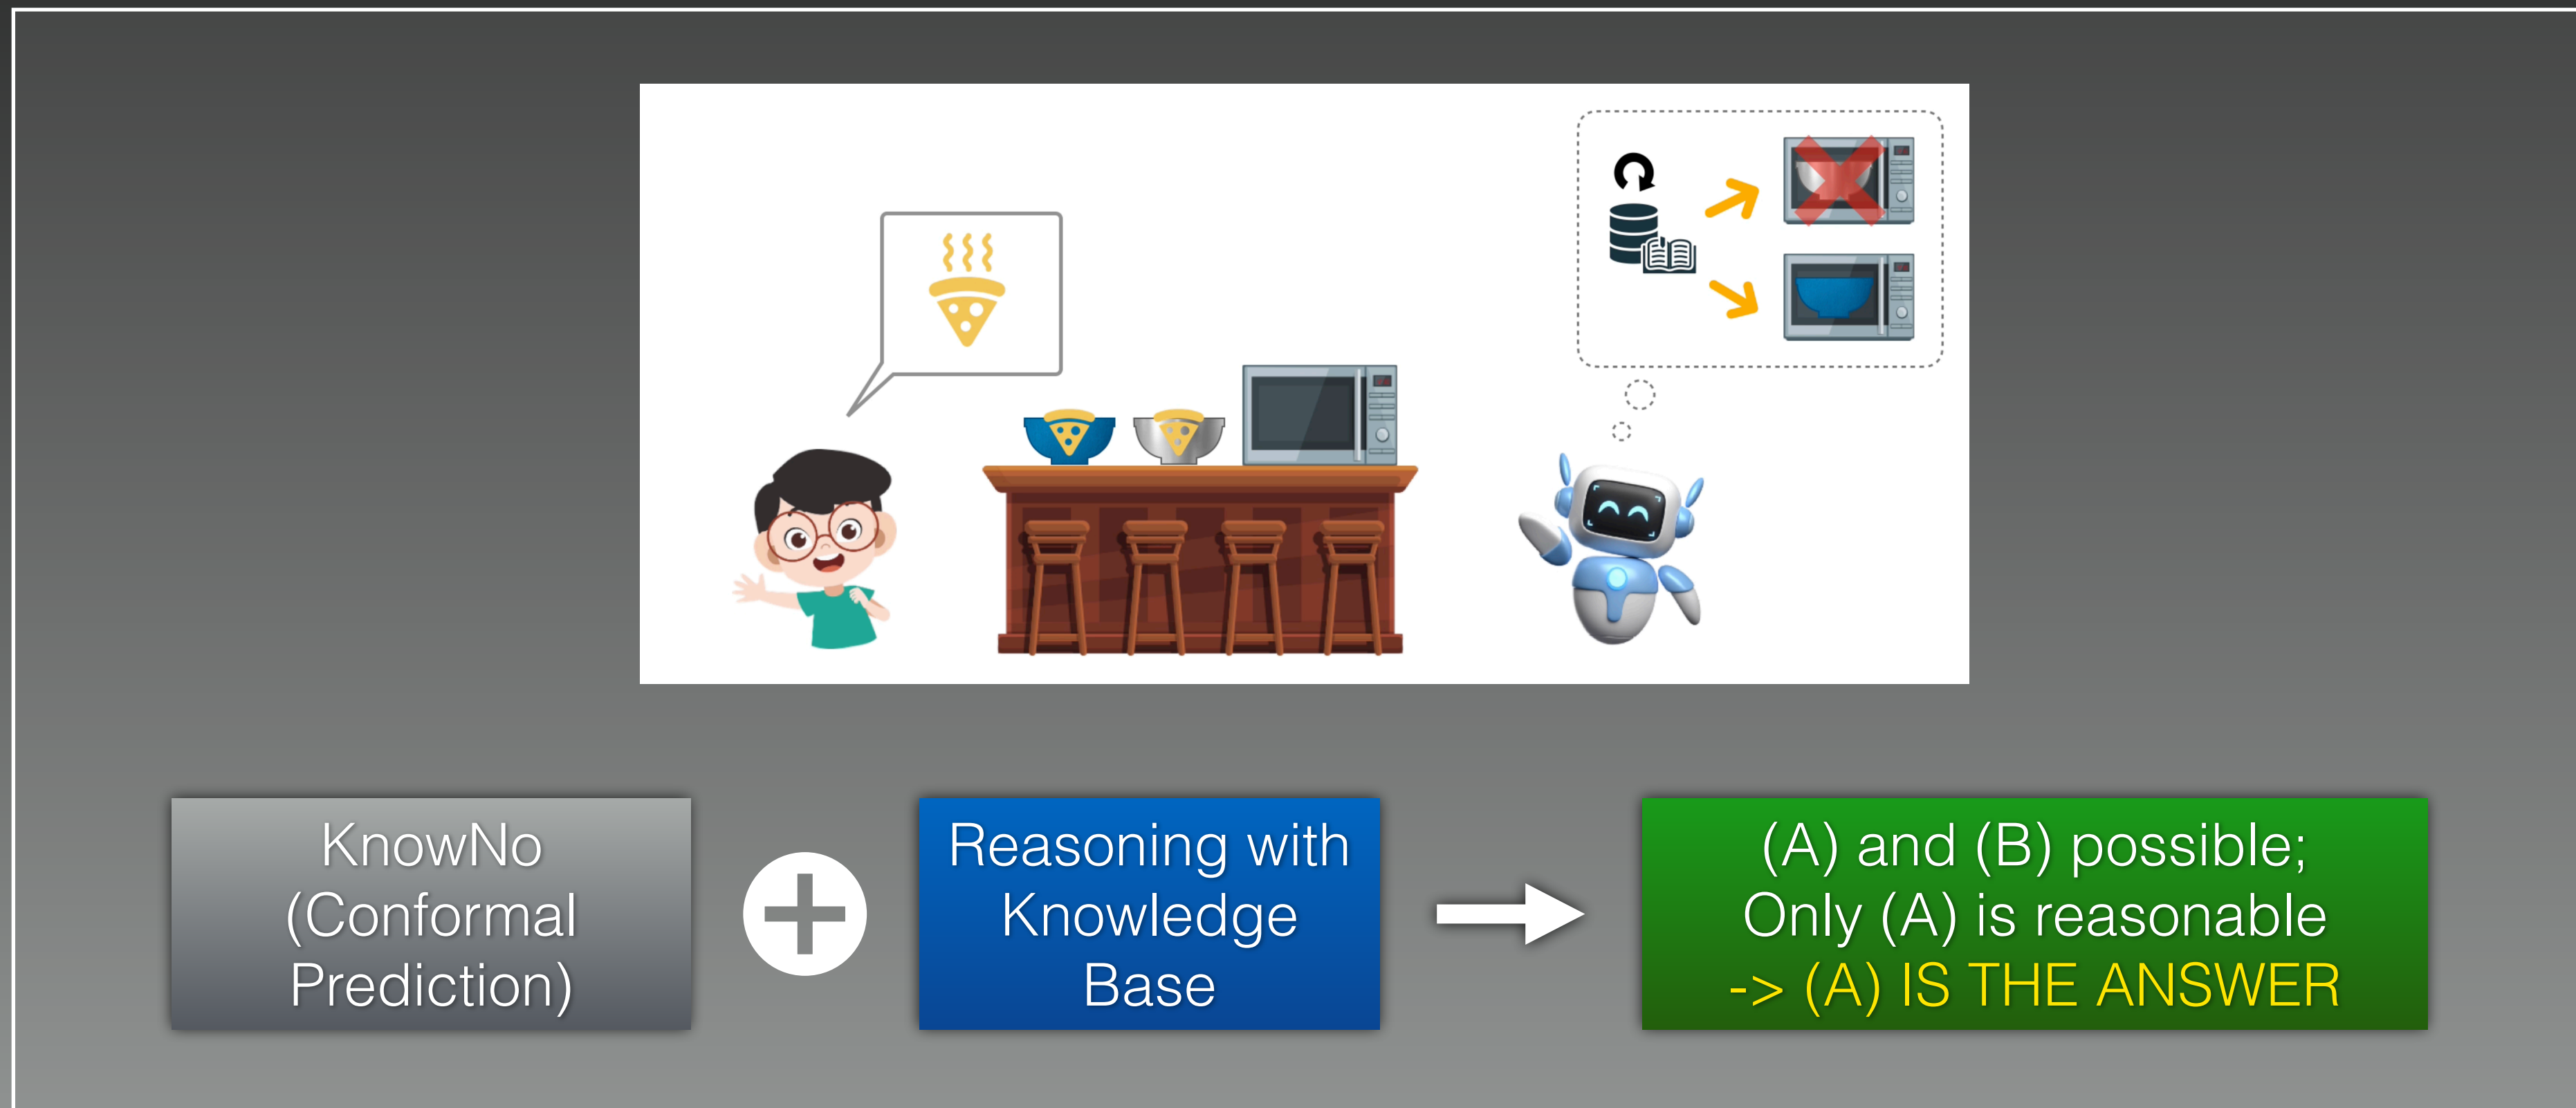 KnowNo
(Conformal
Prediction)
Reasoning with
Knowledge
Base
(A) and (B) possible;
Only (A) is reasonable
-> (A) IS THE ANSWER